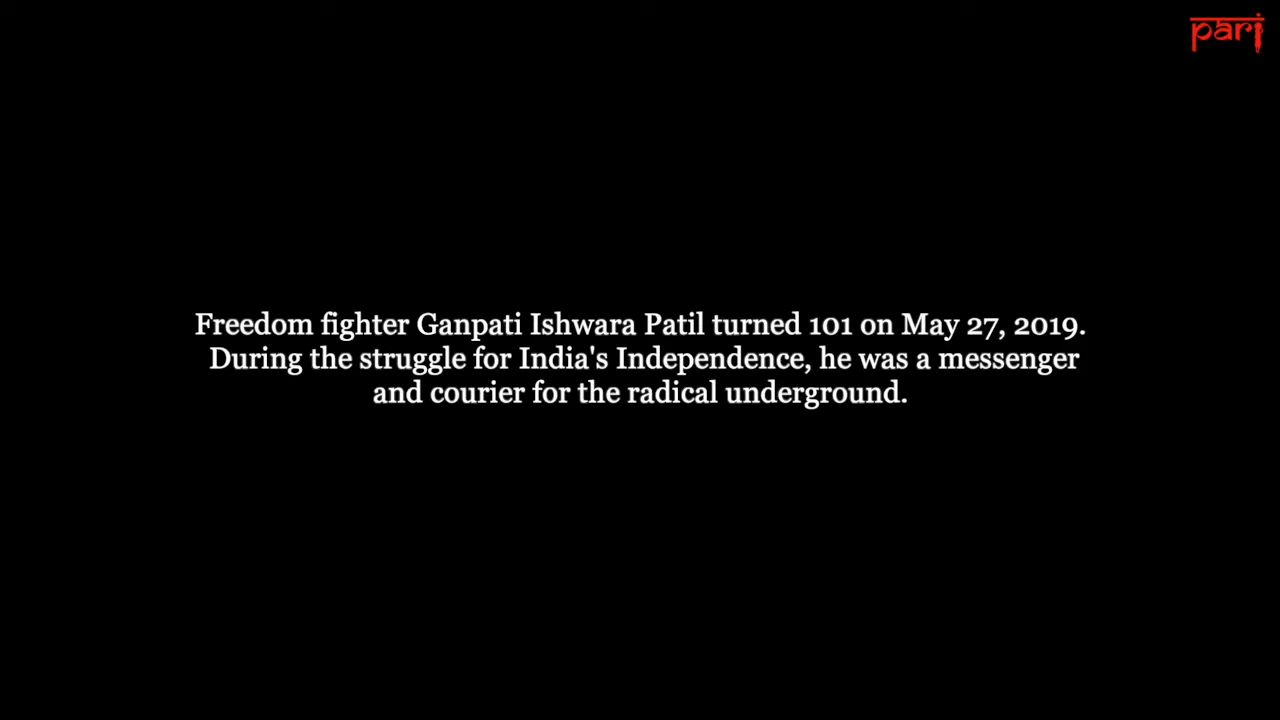 pari
Freedom fighter Ganpati Ishwara Patil turned 101 on May 27, 2019.
During the struggle for India's Independence, he was a messenger
and courier for the radical underground.